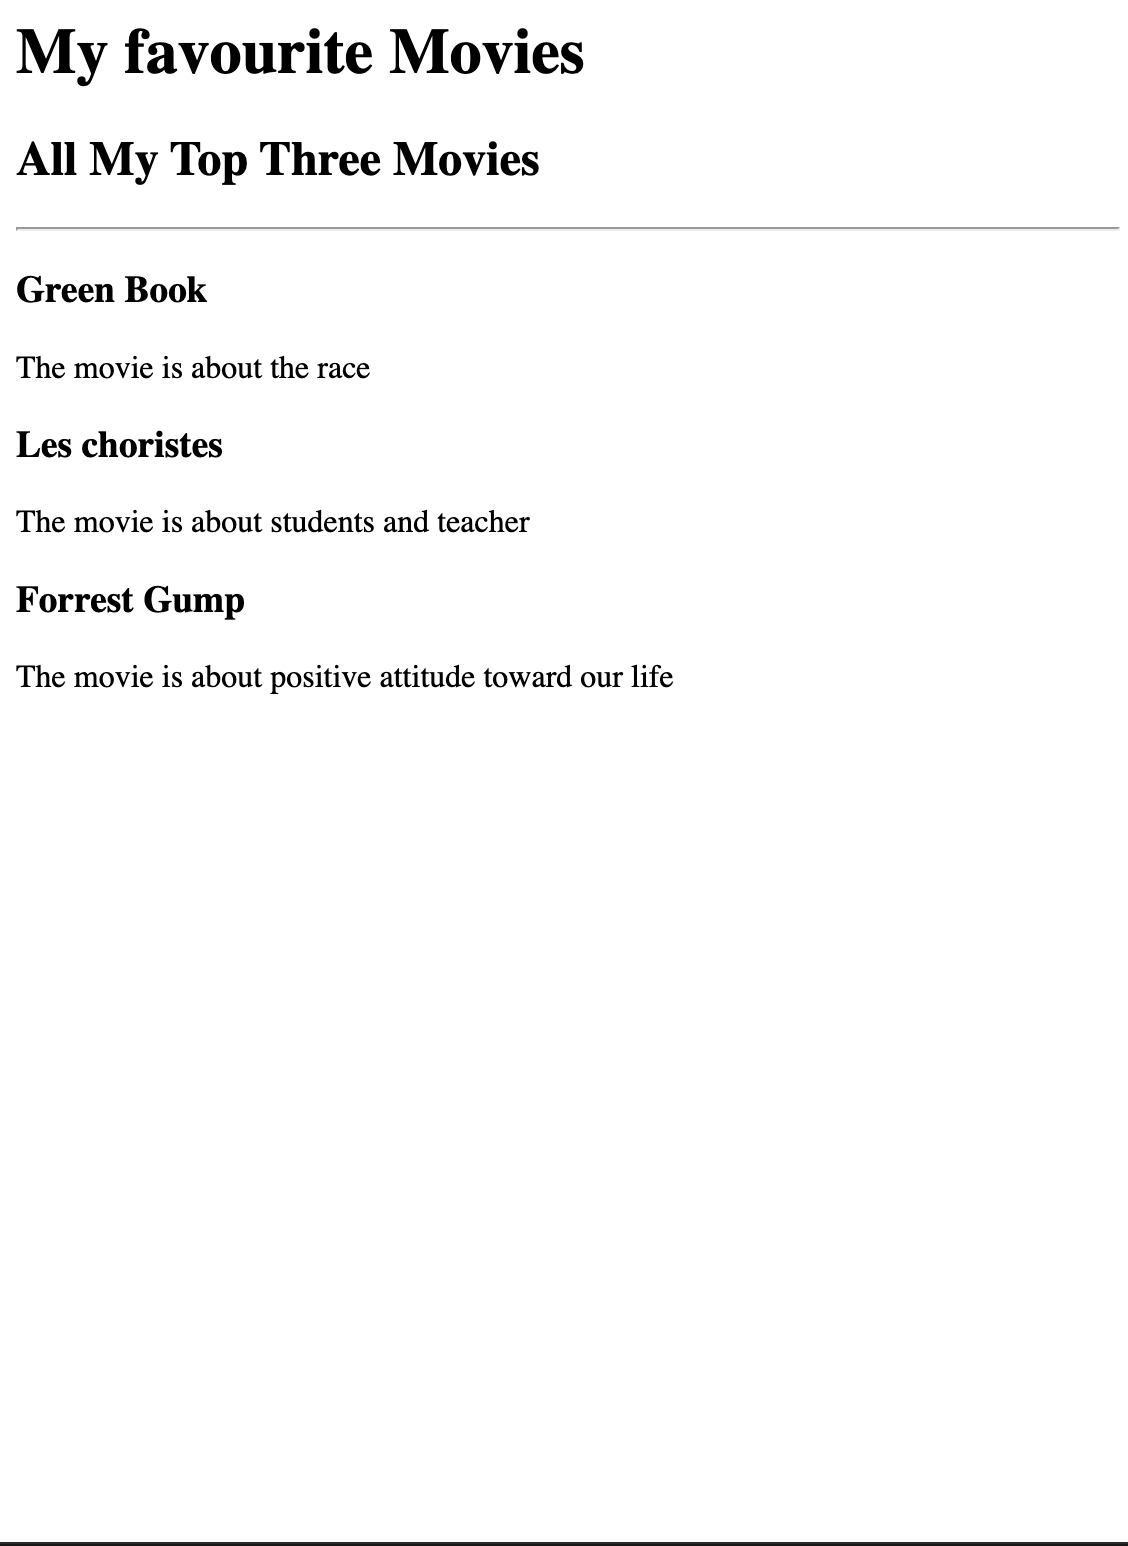 My favourite Movies
All My Top Three Movies
Green Book
The movie is about the race
Les choristes
The movie is about students and teacher
Forrest Gump
The movie is about positive attitude toward our life